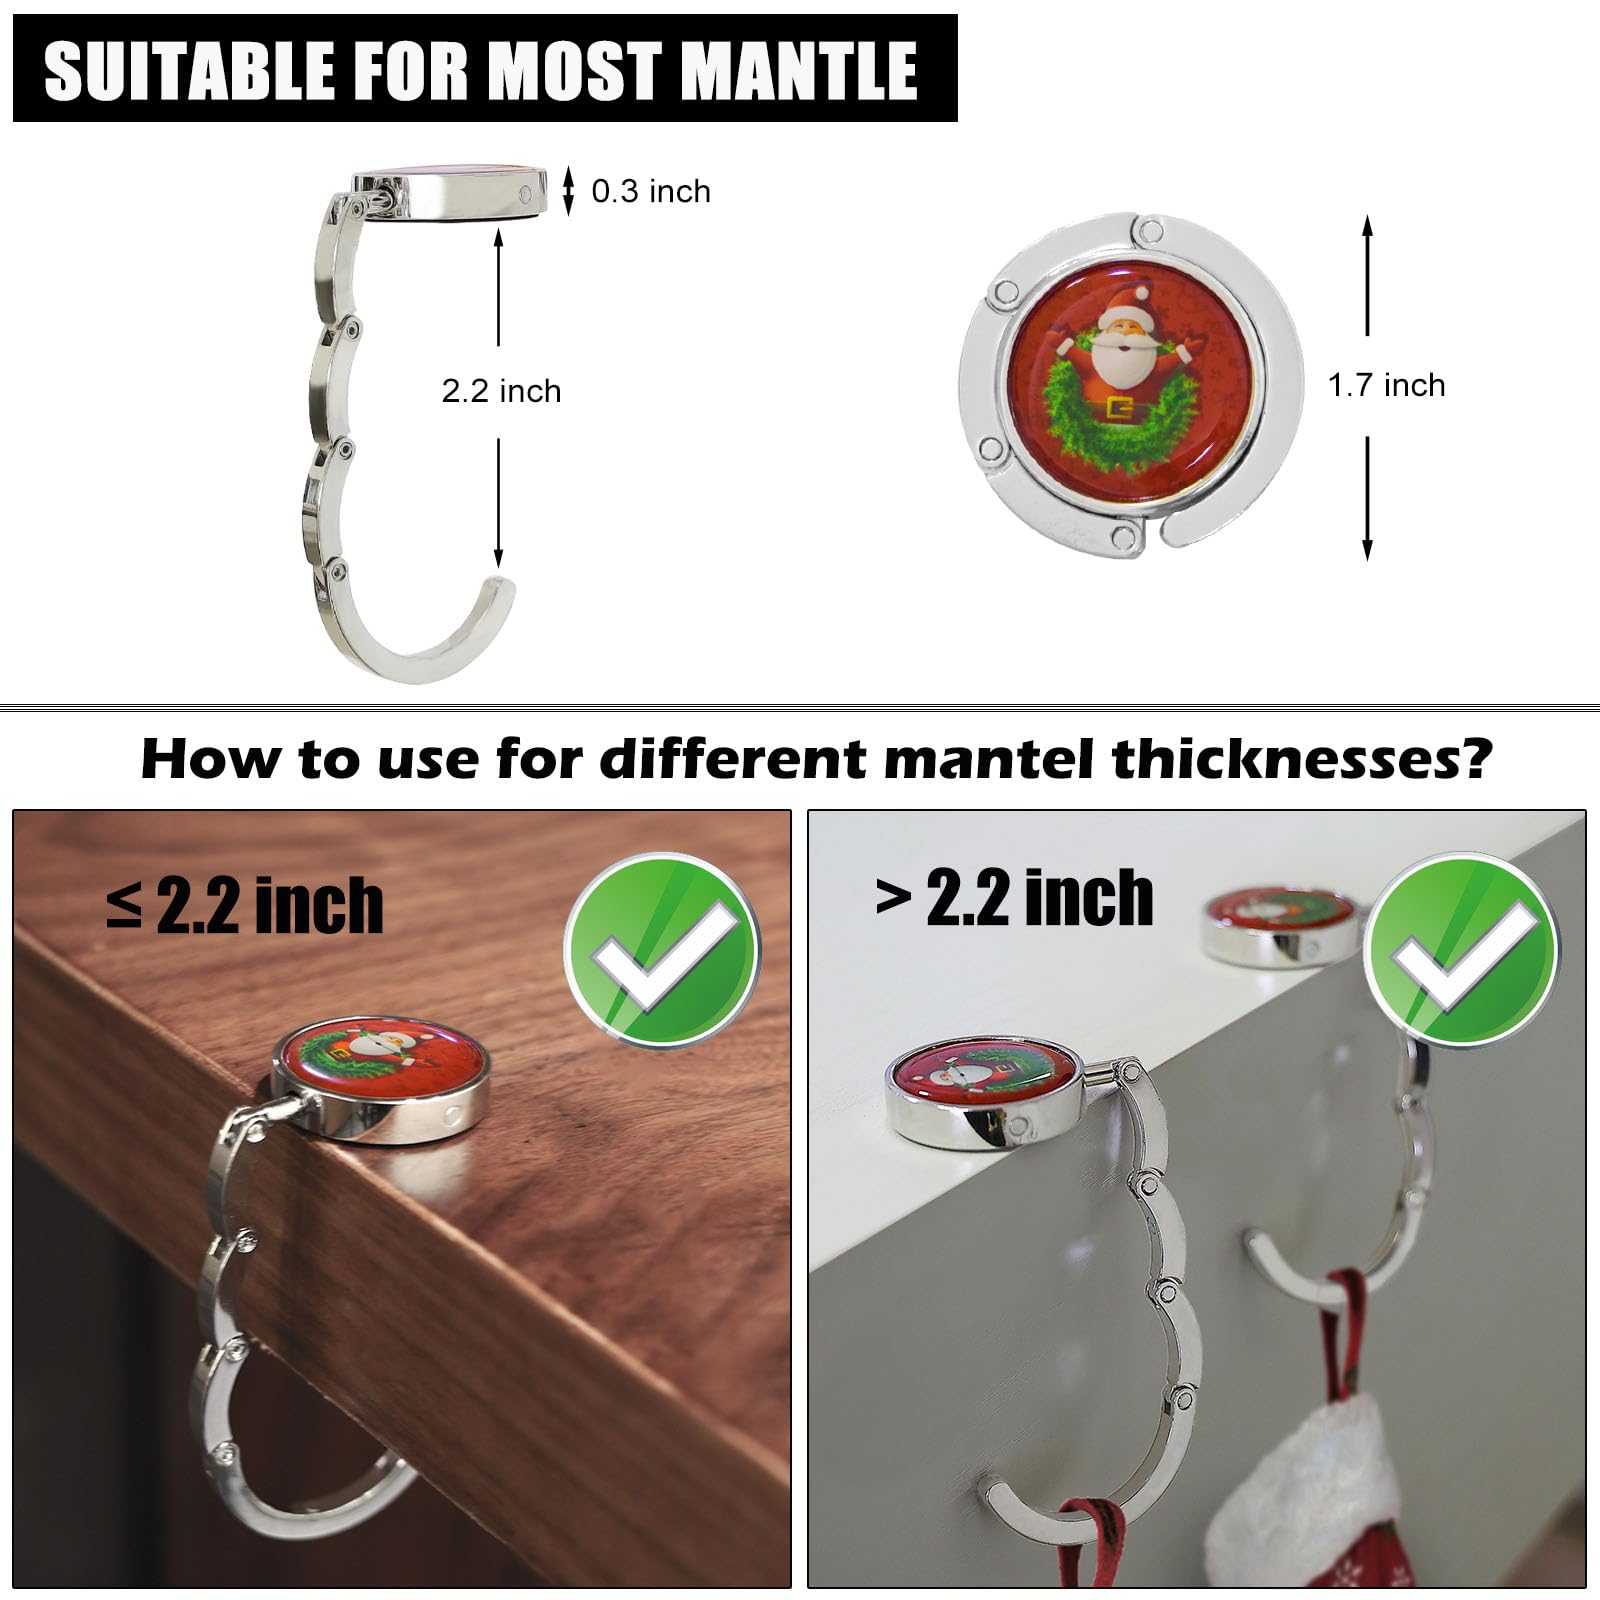 SUITABLE FOR MOST MANTLE
0.3 inch
2.2 inch
1.7 inch
How to use for different mantel thicknesses?
≤ 2.2 inch
> 2.2 inch